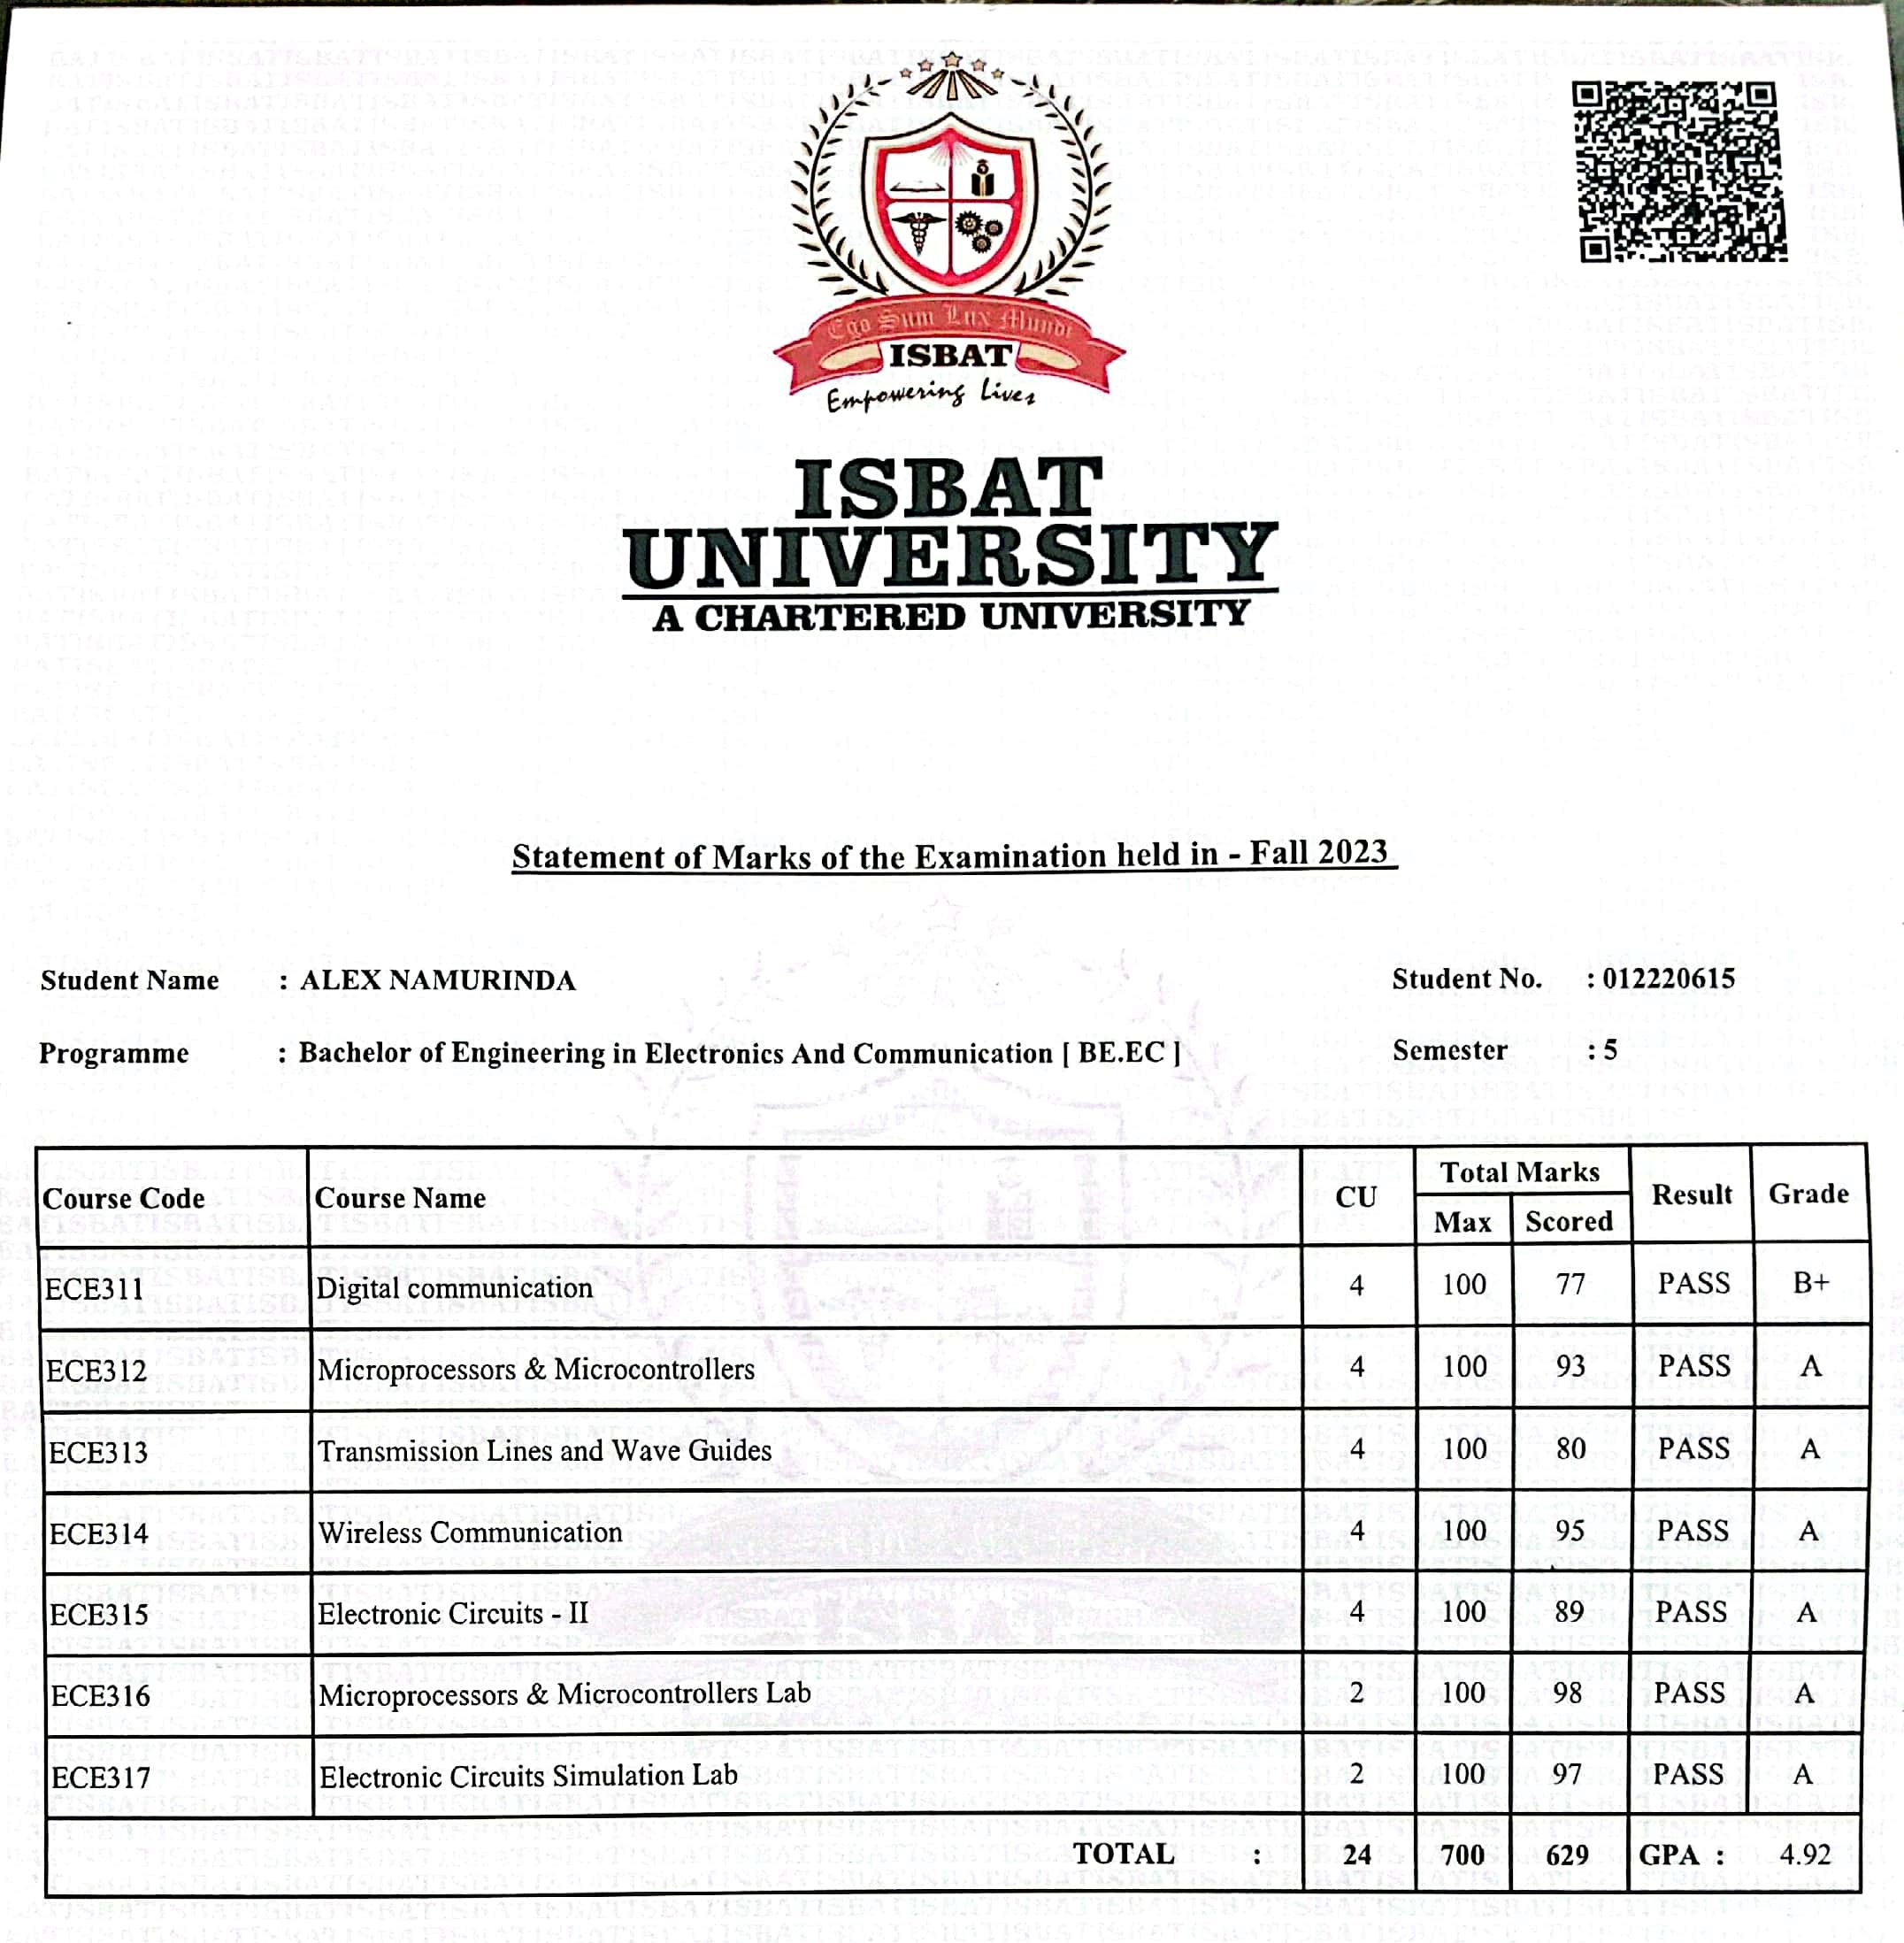 Ego Sum Lux Mundi
ISBAT
Empowering Lives
ISBAT
UNIVERSITY
A CHARTERED UNIVERSITY
Statement of Marks of the Examination held in - Fall 2023
Student Name : ALEX NAMURINDA Student No. : 012220615
Programme : Bachelor of Engineering in Electronics And Communication [ BE.EC ] Semester : 5
Course Code Course Name CU Total Marks Result Grade
Max Scored
ECE311 Digital communication 4 100 77 PASS B+
ECE312 Microprocessors & Microcontrollers 4 100 93 PASS A
ECE313 Transmission Lines and Wave Guides 4 100 80 PASS A
ECE314 Wireless Communication 4 100 95 PASS A
ECE315 Electronic Circuits - II 4 100 89 PASS A
ECE316 Microprocessors & Microcontrollers Lab 2 100 98 PASS A
ECE317 Electronic Circuits Simulation Lab 2 100 97 PASS A
TOTAL : 24 700 629 GPA : 4.92